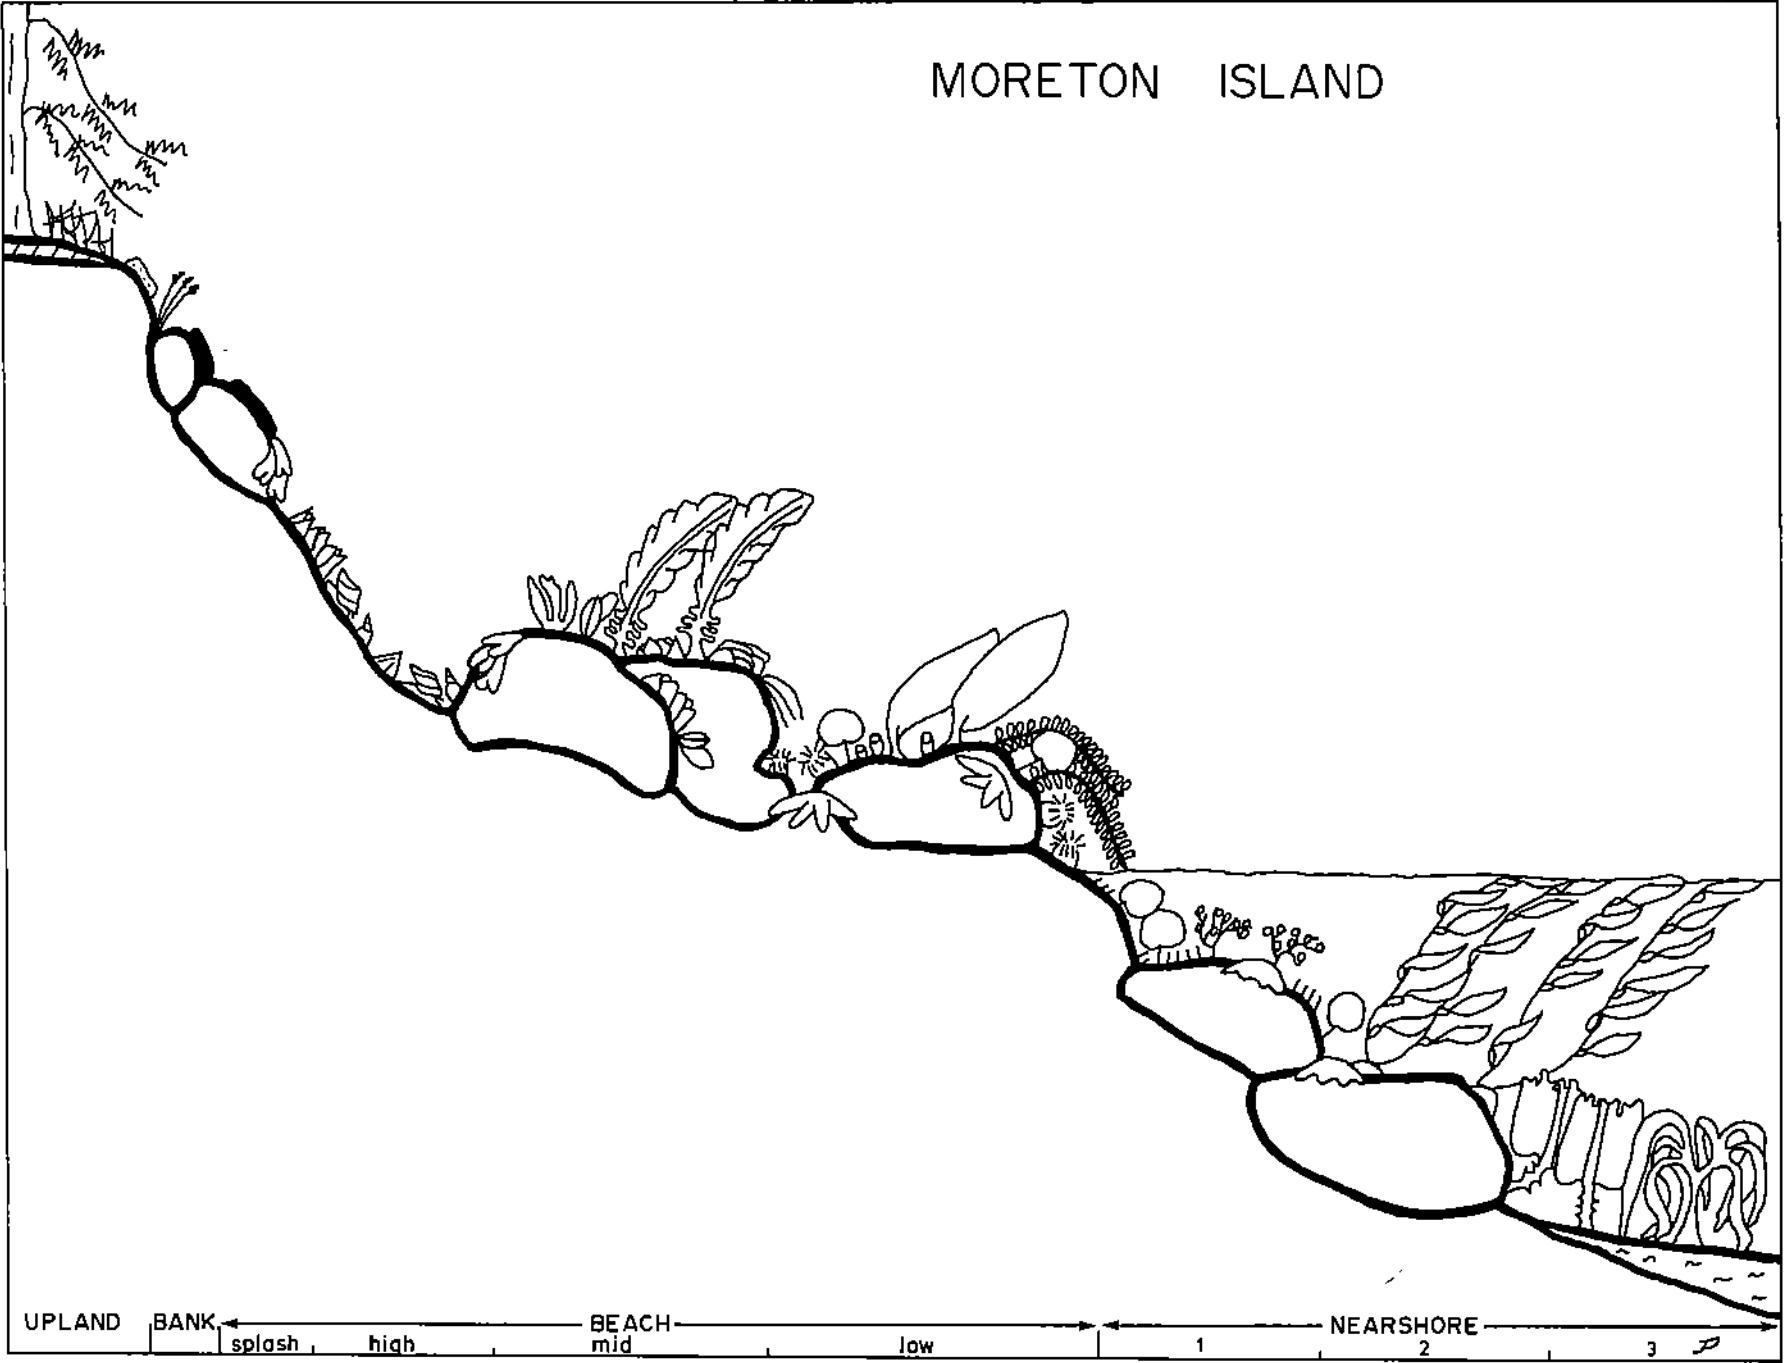 MORETON ISLAND
UPLAND BANK BEACH NEARSHORE
splash high mid low 1 2 3